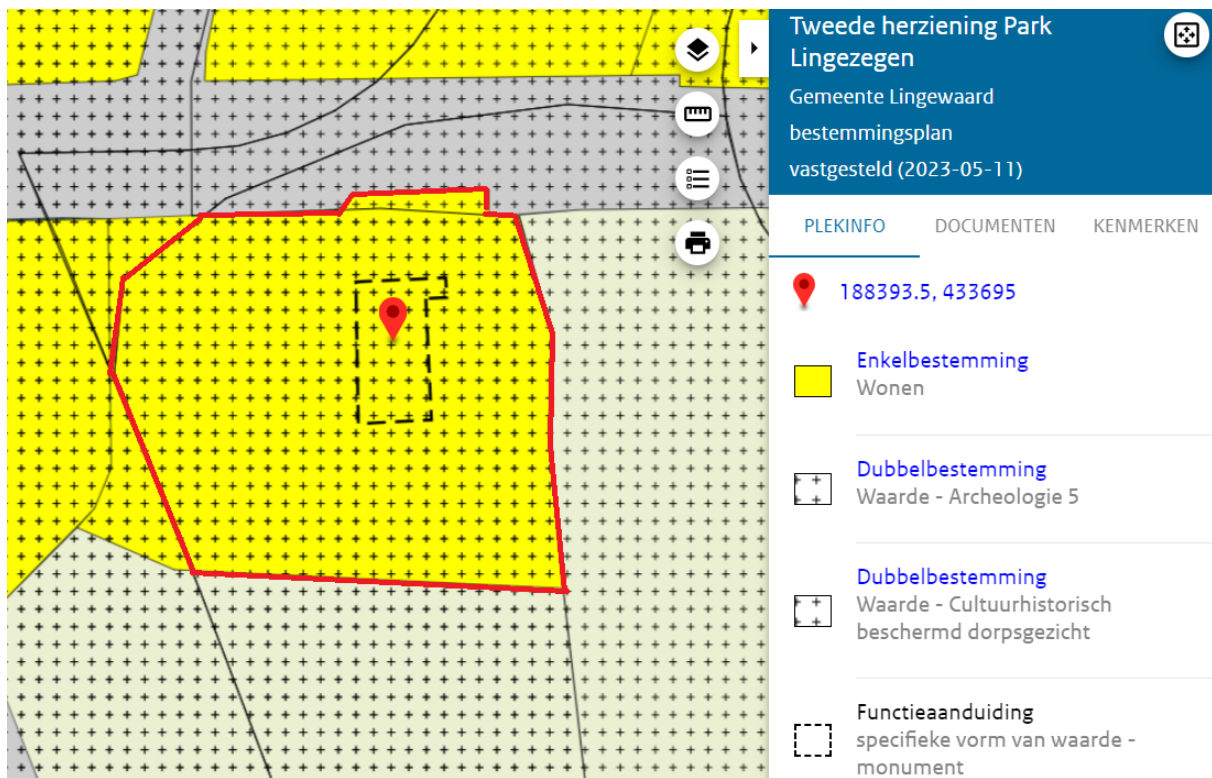 Tweede herziening Park
Lingezegen
Gemeente Lingewaard
bestemmingsplan
vastgesteld (2023-05-11)
PLEKINFO DOCUMENTEN KENMERKEN
188393.5, 433695
Enkelbestemming
Wonen
Dubbelbestemming
Waarde - Archeologie 5
Dubbelbestemming
Waarde - Cultuurhistorisch
beschermd dorpsgezicht
Functieaanduiding
specifieke vorm van waarde -
monument